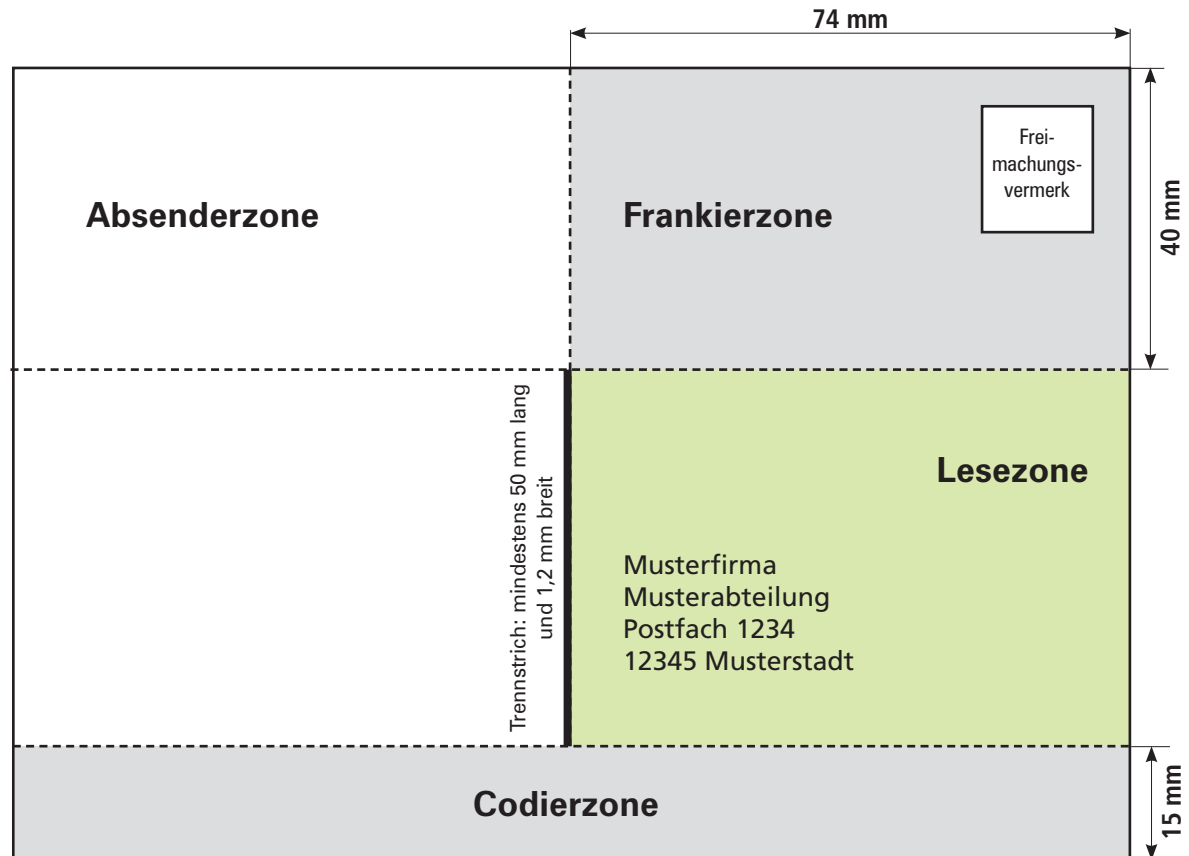 74 mm
Absenderzone
Frankierzone
Frei-
machungs-
vermerk
40 mm
Trennstrich: mindestens 50 mm lang
und 1,2 mm breit
Lesezone
Musterfirma
Musterabteilung
Postfach 1234
12345 Musterstadt
Codierzone
15 mm